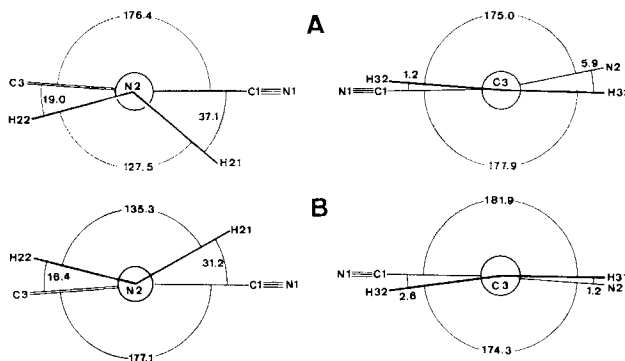 176.4
A
175.0
C3
N2
C1≡N1
19.0
37.1
H22
H21
127.5
H32
1.2
C3
N2
5.9
N1≡C1
177.9
135.3
B
181.9
H21
H22
31.2
16.4
C3
N2
C1≡N1
177.1
N1≡C1
H31
H32
2.6
C3
1.2
N2
174.3